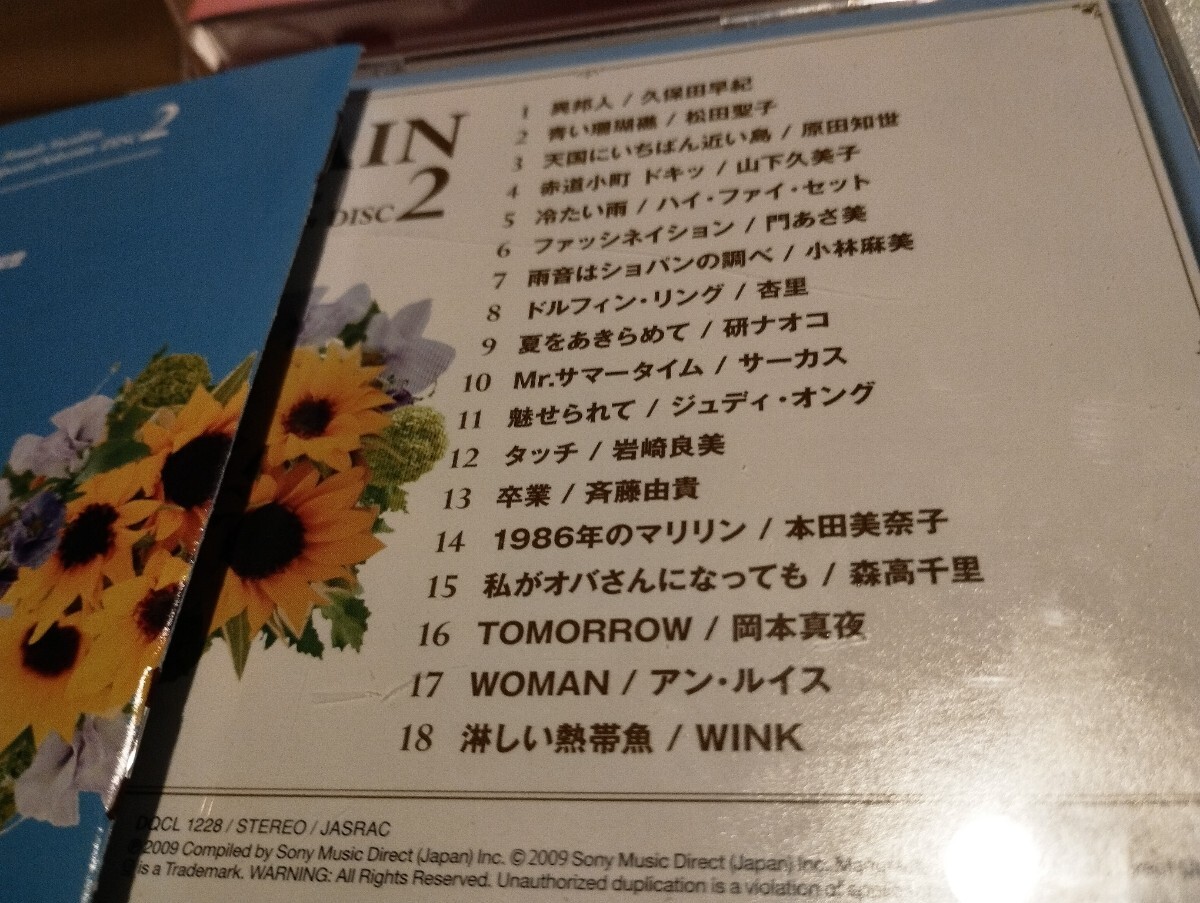 2
DISC 2
AIN
DISC 2
1 異邦人 / 久保田早紀
2 青い珊瑚礁 / 松田聖子
3 天国にいちばん近い島 / 原田知世
4 赤道小町 ドキッ / 山下久美子
5 冷たい雨 / ハイ・ファイ・セット
6 ファッシネイション / 門あさ美
7 雨音はショパンの調べ / 小林麻美
8 ドルフィン・リング / 杏里
9 夏をあきらめて / 研ナオコ
10 Mr.サマータイム / サーカス
11 魅せられて / ジュディ・オング
12 タッチ / 岩崎良美
13 卒業 / 斉藤由貴
14 1986年のマリリン / 本田美奈子
15 私がオバさんになっても / 森高千里
16 TOMORROW / 岡本真夜
17 WOMAN / アン・ルイス
18 淋しい熱帯魚 / WINK
DQCL 1228 / STEREO / JASRAC
℗2009 Compiled by Sony Music Direct (Japan) Inc. ©2009 Sony Music Direct (Japan) Inc.
is a Trademark. WARNING: All Rights Reserved. Unauthorized duplication is a violation of